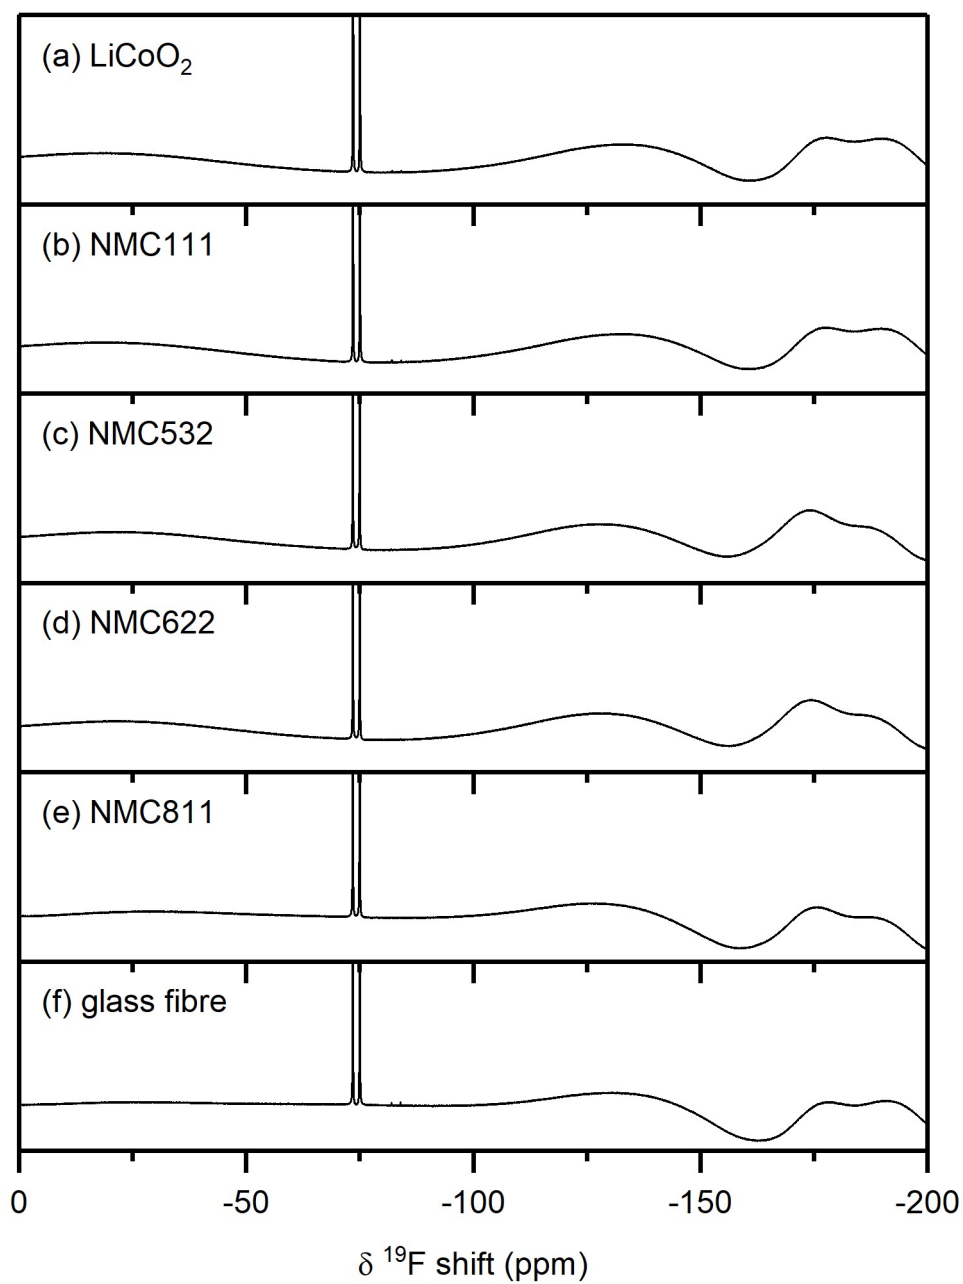 (a) LiCoO₂
(b) NMC111
(c) NMC532
(d) NMC622
(e) NMC811
(f) glass fibre
0 -50 -100 -150 -200
δ ¹⁹F shift (ppm)